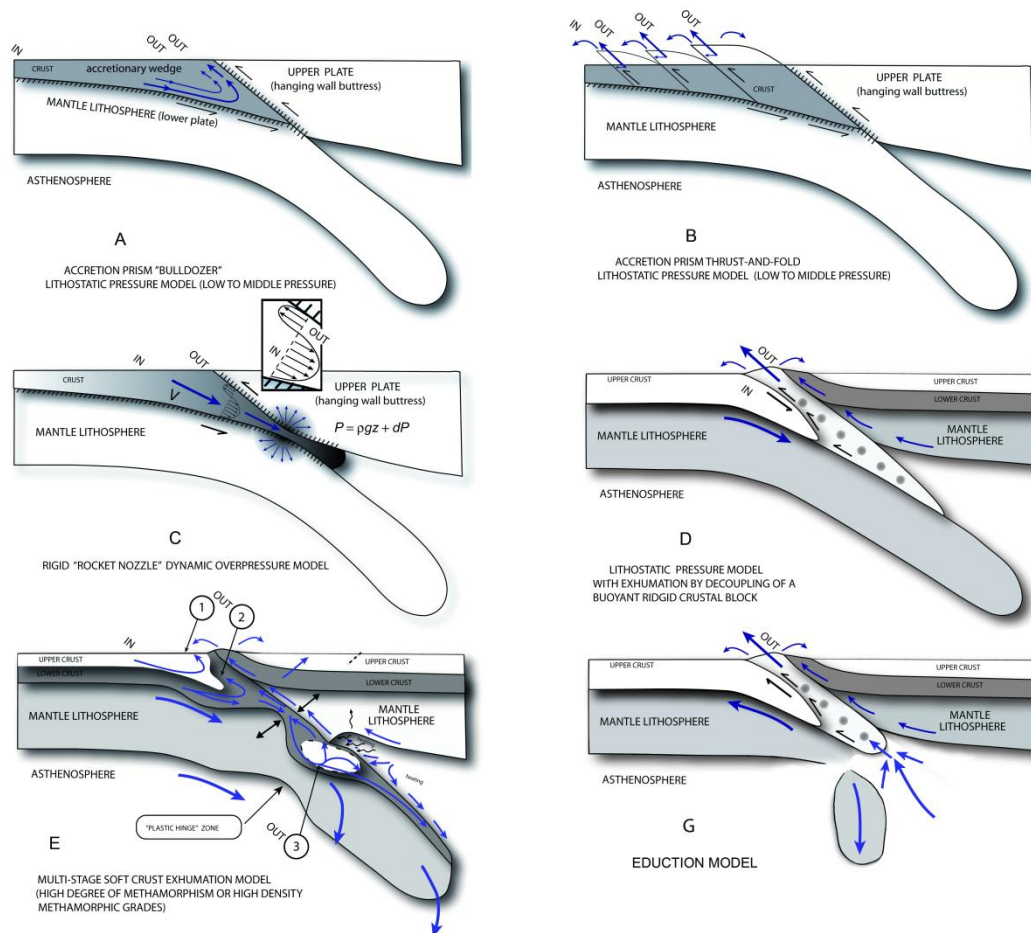 IN
OUT
OUT
CRUST
accretionary wedge
UPPER PLATE
(hanging wall buttress)
MANTLE LITHOSPHERE (lower plate)
ASTHENOSPHERE
A
ACCRETION PRISM "BULLDOZER"
LITHOSTATIC PRESSURE MODEL (LOW TO MIDDLE PRESSURE)
IN
OUT
OUT
OUT
UPPER PLATE
(hanging wall buttress)
CRUST
MANTLE LITHOSPHERE
ASTHENOSPHERE
B
ACCRETION PRISM THRUST-AND-FOLD
LITHOSTATIC PRESSURE MODEL (LOW TO MIDDLE PRESSURE)
IN
OUT
IN
OUT
CRUST
V
UPPER PLATE
(hanging wall buttress)
P = ρgz + dP
MANTLE LITHOSPHERE
ASTHENOSPHERE
C
RIGID "ROCKET NOZZLE" DYNAMIC OVERPRESSURE MODEL
OUT
IN
UPPER CRUST
UPPER CRUST
LOWER CRUST
MANTLE
LITHOSPHERE
MANTLE LITHOSPHERE
ASTHENOSPHERE
D
LITHOSTATIC PRESSURE MODEL
WITH EXHUMATION BY DECOUPLING OF A
BUOYANT RIDGID CRUSTAL BLOCK
1
OUT
2
IN
UPPER CRUST
LOWER CRUST
UPPER CRUST
LOWER CRUST
MANTLE LITHOSPHERE
MANTLE
LITHOSPHERE
heating
ASTHENOSPHERE
"PLASTIC HINGE" ZONE
OUT
3
E
MULTI-STAGE SOFT CRUST EXHUMATION MODEL
(HIGH DEGREE OF METAMORPHISM OR HIGH DENSITY
METAMORPHIC GRADES)
OUT
UPPER CRUST
UPPER CRUST
LOWER CRUST
MANTLE LITHOSPHERE
MANTLE
LITHOSPHERE
ASTHENOSPHERE
G
EDUCTION MODEL